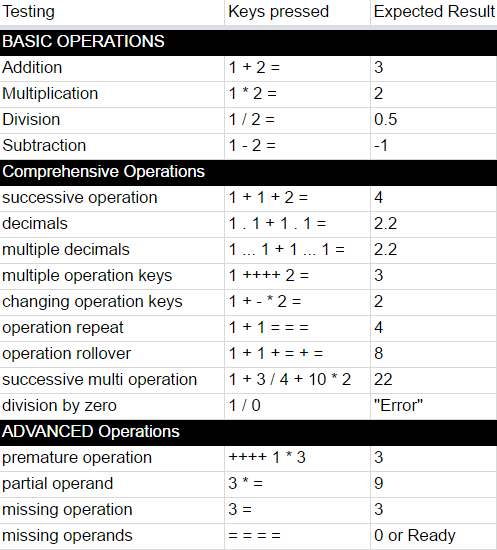 Testing Keys pressed Expected Result
BASIC OPERATIONS
Addition 1 + 2 = 3
Multiplication 1 * 2 = 2
Division 1 / 2 = 0.5
Subtraction 1 - 2 = -1
Comprehensive Operations
successive operation 1 + 1 + 2 = 4
decimals 1 . 1 + 1 . 1 = 2.2
multiple decimals 1 ... 1 + 1 ... 1 = 2.2
multiple operation keys 1 ++++ 2 = 3
changing operation keys 1 + - * 2 = 2
operation repeat 1 + 1 = = = 4
operation rollover 1 + 1 + = + = 8
successive multi operation 1 + 3 / 4 + 10 * 2 22
division by zero 1 / 0 "Error"
ADVANCED Operations
premature operation ++++ 1 * 3 3
partial operand 3 * = 9
missing operation 3 = 3
missing operands = = = = 0 or Ready